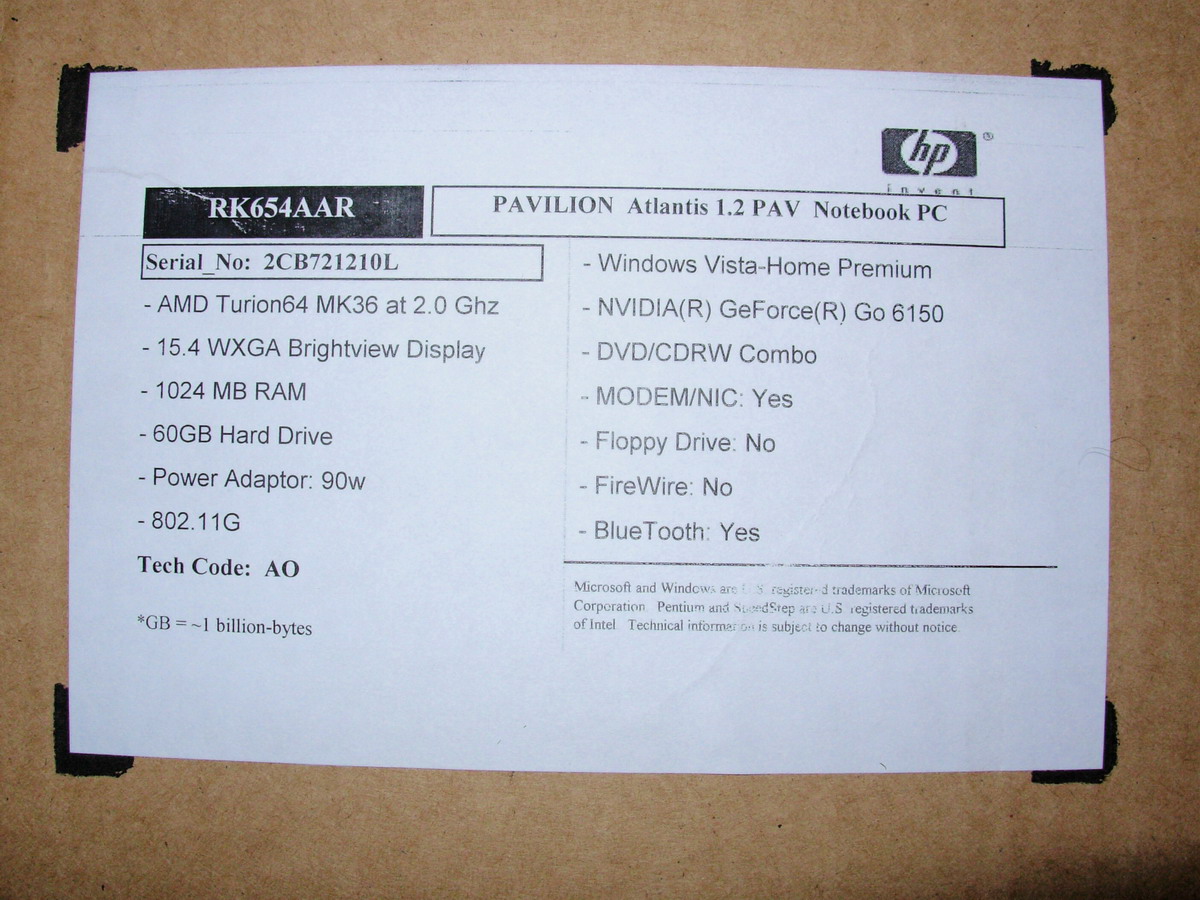 hp®
invent
RK654AAR
PAVILION Atlantis 1.2 PAV Notebook PC
Serial_No: 2CB721210L
- AMD Turion64 MK36 at 2.0 Ghz
- 15.4 WXGA Brightview Display
- 1024 MB RAM
- 60GB Hard Drive
- Power Adaptor: 90w
- 802.11G
Tech Code: AO
*GB = ~1 billion-bytes
- Windows Vista-Home Premium
- NVIDIA(R) GeForce(R) Go 6150
- DVD/CDRW Combo
- MODEM/NIC: Yes
- Floppy Drive: No
- FireWire: No
- BlueTooth: Yes
Microsoft and Windows are U.S. registered trademarks of Microsoft
Corporation. Pentium and SpeedStep are U.S. registered trademarks
of Intel. Technical information is subject to change without notice.